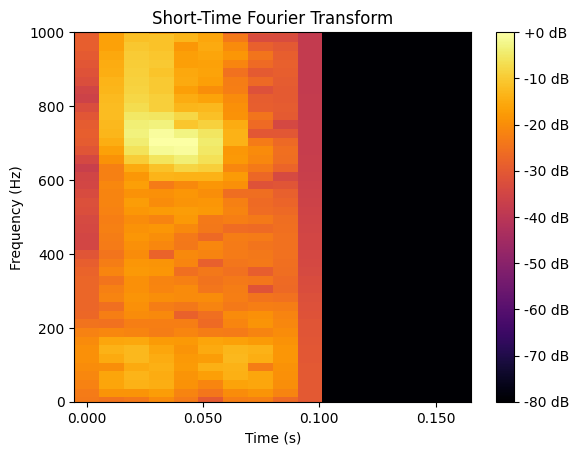 Short-Time Fourier Transform
Frequency (Hz)
1000
800
600
400
200
0
0.000
0.050
0.100
0.150
Time (s)
+0 dB
-10 dB
-20 dB
-30 dB
-40 dB
-50 dB
-60 dB
-70 dB
-80 dB